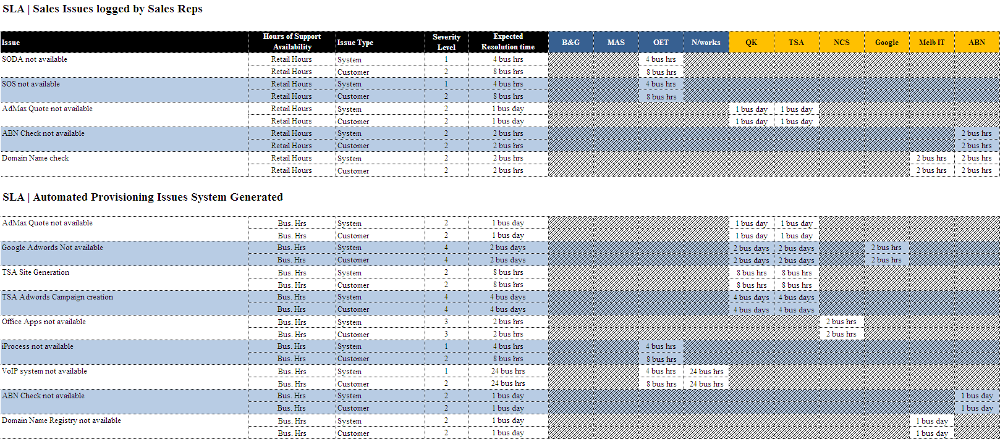 SLA | Sales Issues logged by Sales Reps
Issue Hours of Support Availability Issue Type Severity Level Expected Resolution time B&G MAS OET N/works QK TSA NCS Google Melb IT ABN
SODA not available Retail Hours System 1 4 bus hrs 4 bus hrs
Retail Hours Customer 2 8 bus hrs 8 bus hrs
SOS not available Retail Hours System 1 4 bus hrs 4 bus hrs
Retail Hours Customer 2 8 bus hrs 8 bus hrs
AdMax Quote not available Retail Hours System 2 1 bus day 1 bus day 1 bus day
Retail Hours Customer 2 1 bus day 1 bus day 1 bus day
ABN Check not available Retail Hours System 2 2 bus hrs 2 bus hrs
Retail Hours Customer 2 2 bus hrs 2 bus hrs
Domain Name check Retail Hours System 2 2 bus hrs 2 bus hrs 2 bus hrs
Retail Hours Customer 2 2 bus hrs 2 bus hrs 2 bus hrs
SLA | Automated Provisioning Issues System Generated
AdMax Quote not available Bus. Hrs System 2 1 bus day 1 bus day 1 bus day
Bus. Hrs Customer 2 1 bus day 1 bus day 1 bus day
Google Adwords Not available Bus. Hrs System 4 2 bus days 2 bus days 2 bus days 2 bus hrs
Bus. Hrs Customer 4 2 bus days 2 bus days 2 bus days 2 bus hrs
TSA Site Generation Bus. Hrs System 2 8 bus hrs 8 bus hrs 8 bus hrs
Bus. Hrs Customer 2 8 bus hrs 8 bus hrs 8 bus hrs
TSA Adwords Campaign creation Bus. Hrs System 4 4 bus days 4 bus days 4 bus days
Bus. Hrs Customer 4 4 bus days 4 bus days 4 bus days
Office Apps not available Bus. Hrs System 3 2 bus hrs 2 bus hrs
Bus. Hrs Customer 3 2 bus hrs 2 bus hrs
iProcess not available Bus. Hrs System 1 4 bus hrs 4 bus hrs
Bus. Hrs Customer 2 8 bus hrs 8 bus hrs
VoIP system not available Bus. Hrs System 1 24 bus hrs 4 bus hrs 24 bus hrs
Bus. Hrs Customer 2 24 bus hrs 8 bus hrs 24 bus hrs
ABN Check not available Bus. Hrs System 2 1 bus day 1 bus day
Bus. Hrs Customer 2 1 bus day 1 bus day
Domain Name Registry not available Bus. Hrs System 2 1 bus day 1 bus day
Bus. Hrs Customer 2 1 bus day 1 bus day